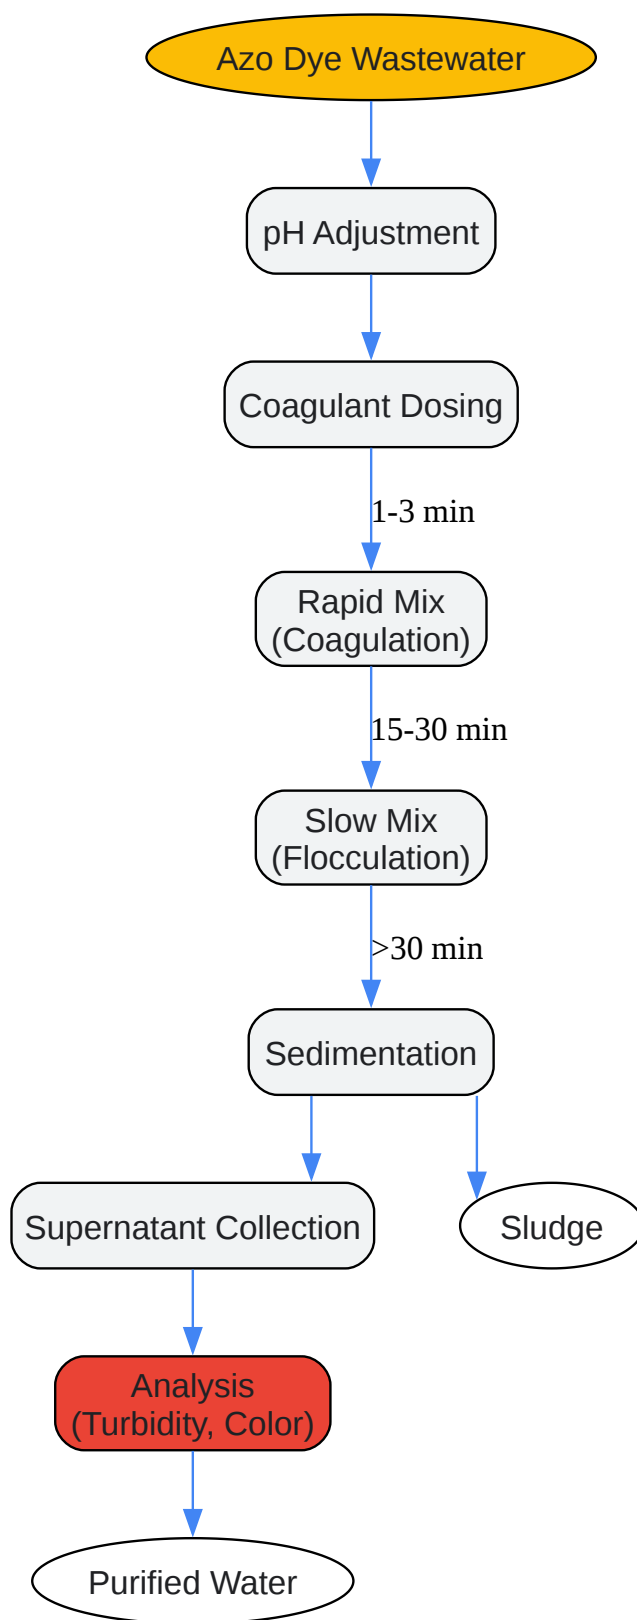 Azo Dye Wastewater
pH Adjustment
Coagulant Dosing
1-3 min
Rapid Mix
(Coagulation)
15-30 min
Slow Mix
(Flocculation)
>30 min
Sedimentation
Supernatant Collection
Sludge
Analysis
(Turbidity, Color)
Purified Water